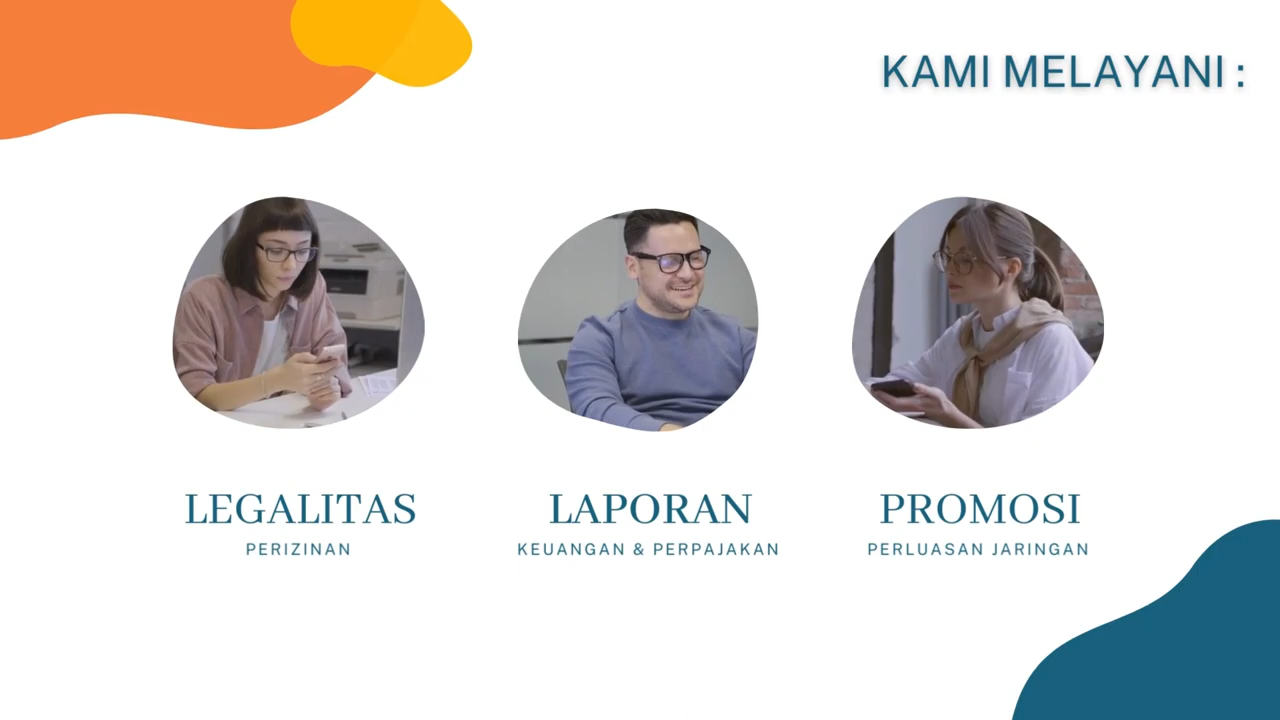 KAMI MELAYANI :
LEGALITAS
PERIZINAN
LAPORAN
KEUANGAN & PERPAJAKAN
PROMOSI
PERLUASAN JARINGAN